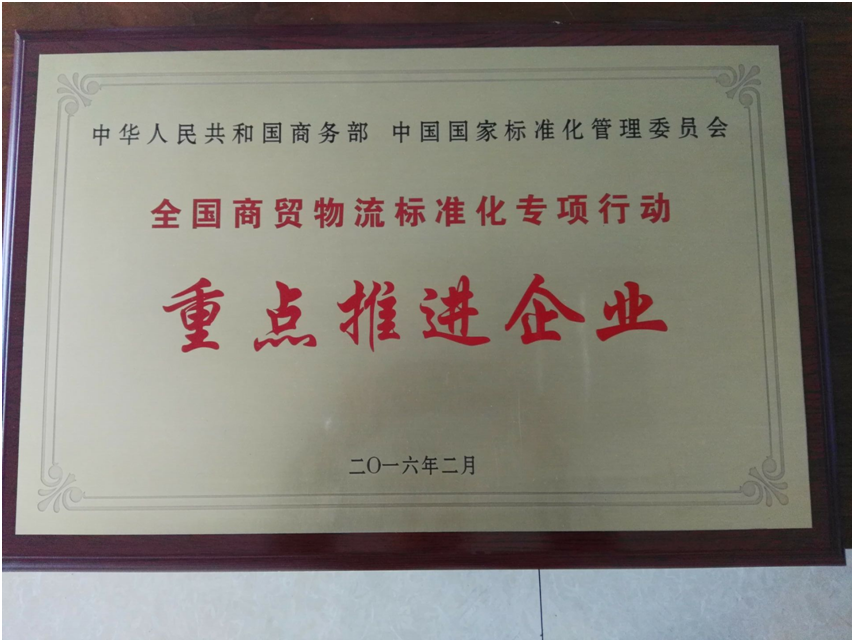 中华人民共和国商务部 中国国家标准化管理委员会
全国商贸物流标准化专项行动
重点推进企业
二〇一六年二月